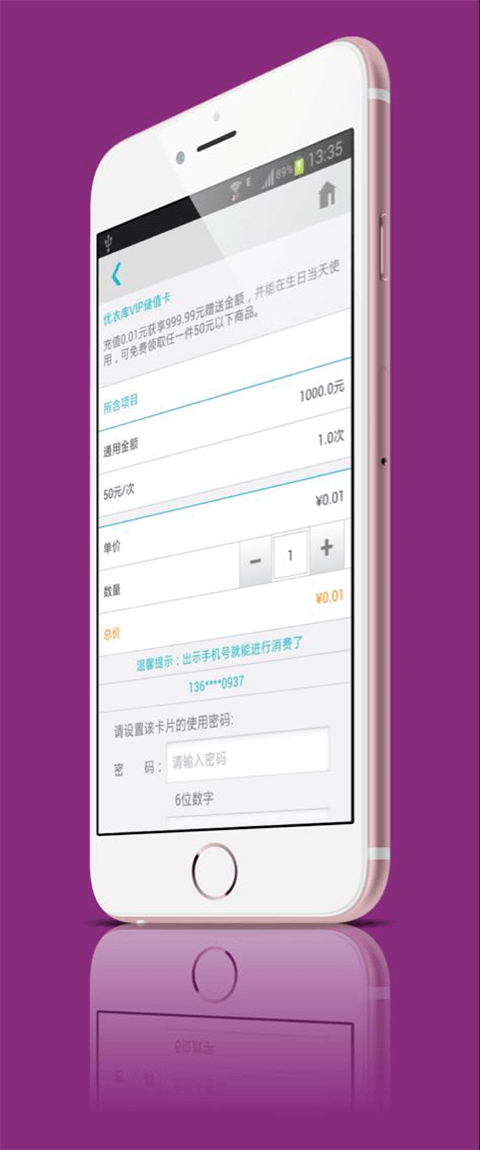 E 89% 13:35
优衣库VIP储值卡
充值0.01元获享999.99元赠送金额，并能在生日当天使
用，可免费领取任一件50元以下商品。
所含项目
通用金额 1000.0元
50元/次 1.0次
单价 ¥0.01
数量 − 1 +
总价 ¥0.01
温馨提示：出示手机号就能进行消费了
136****0937
请设置该卡片的使用密码:
密 码： 请输入密码
6位数字